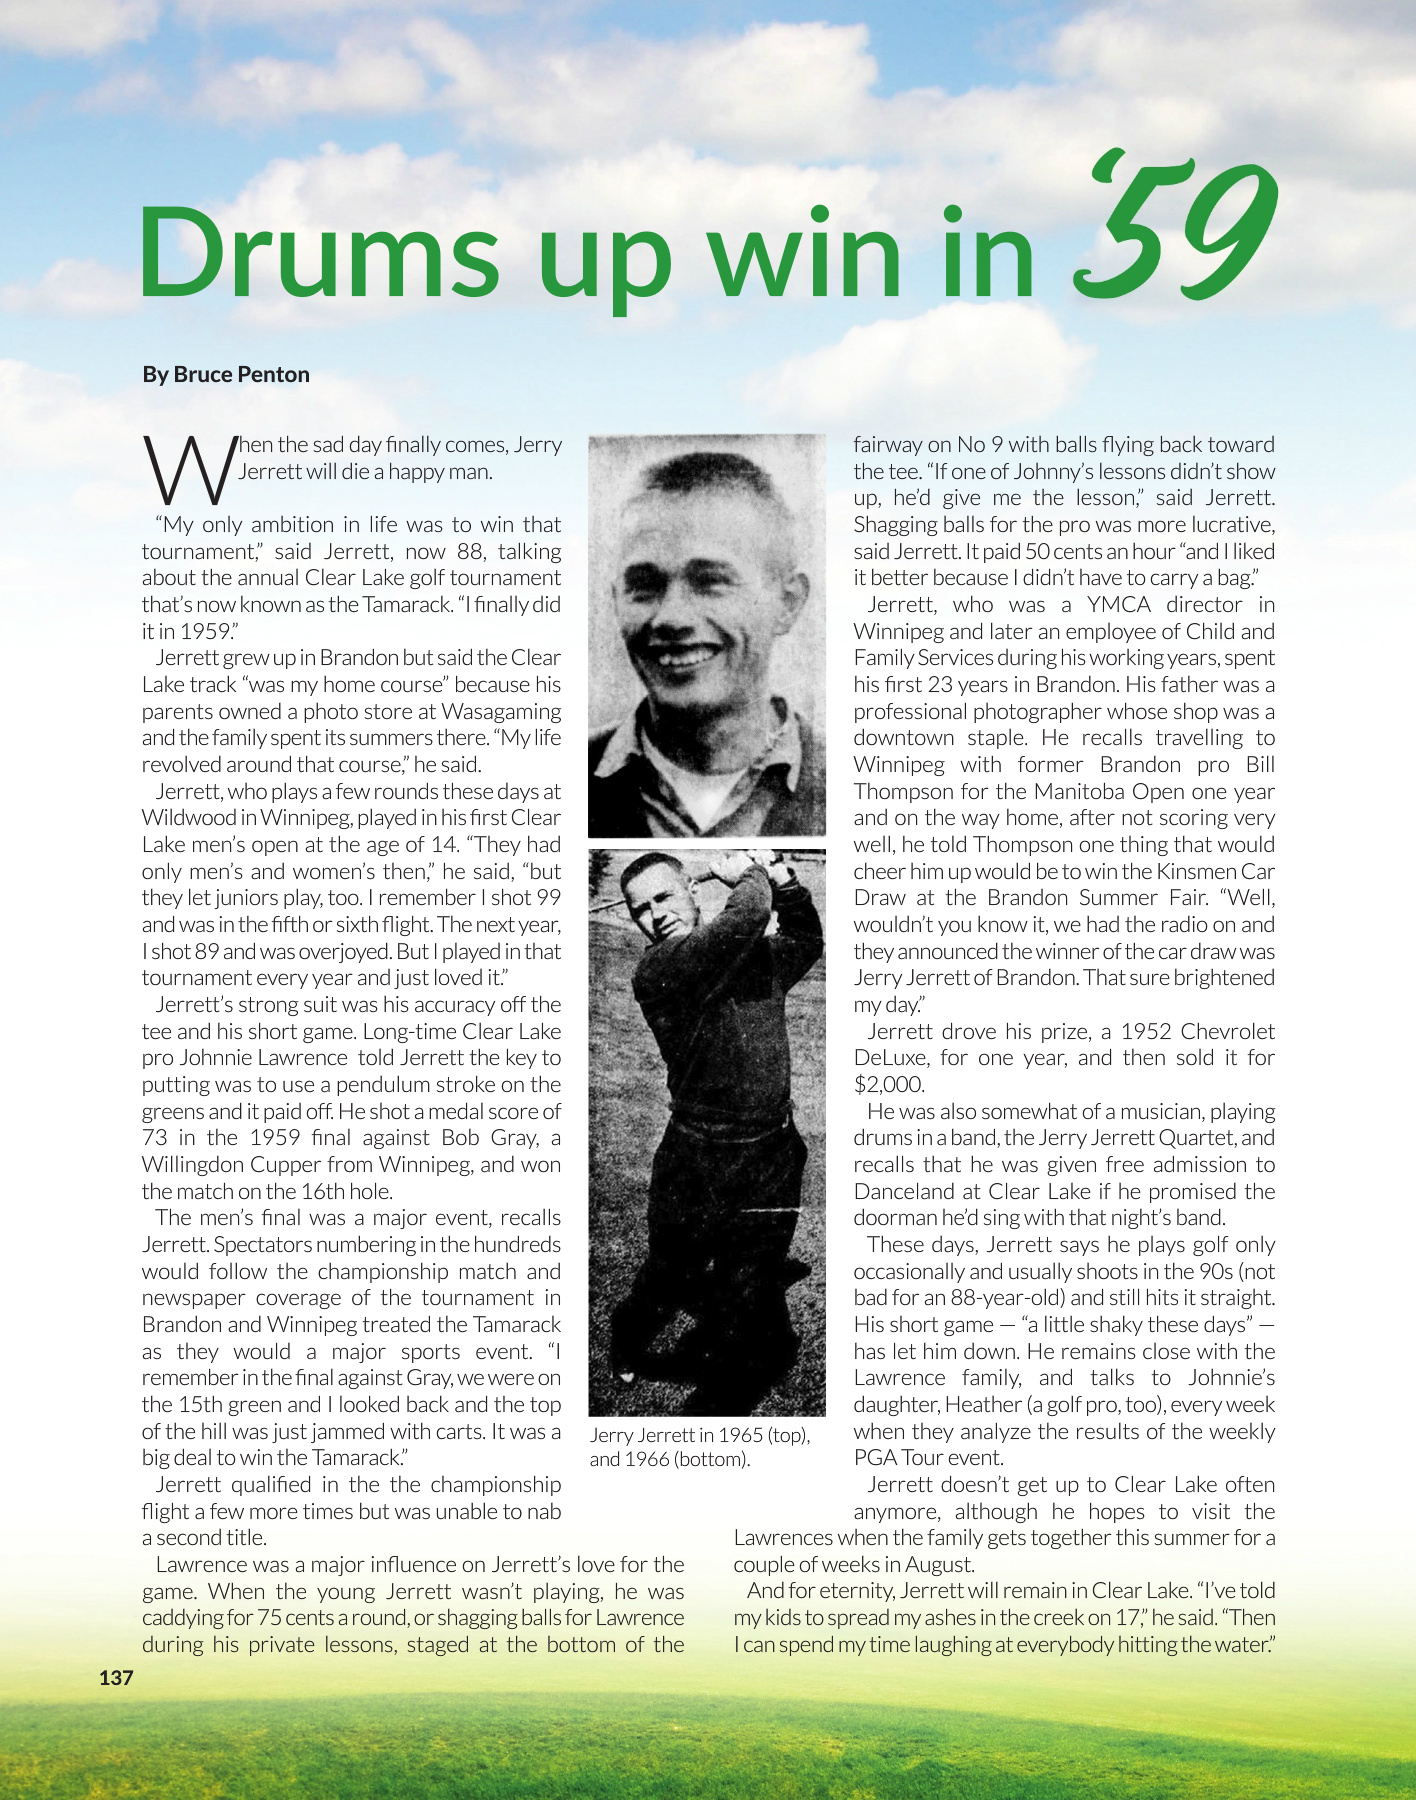 Drums up win in ‘59
By Bruce Penton
When the sad day finally comes, Jerry
Jerrett will die a happy man.
“My only ambition in life was to win that
tournament,” said Jerrett, now 88, talking
about the annual Clear Lake golf tournament
that’s now known as the Tamarack. “I finally did
it in 1959.”
Jerrett grew up in Brandon but said the Clear
Lake track “was my home course” because his
parents owned a photo store at Wasagaming
and the family spent its summers there. “My life
revolved around that course,” he said.
Jerrett, who plays a few rounds these days at
Wildwood in Winnipeg, played in his first Clear
Lake men’s open at the age of 14. “They had
only men’s and women’s then,” he said, “but
they let juniors play, too. I remember I shot 99
and was in the fifth or sixth flight. The next year,
I shot 89 and was overjoyed. But I played in that
tournament every year and just loved it.”
Jerrett’s strong suit was his accuracy off the
tee and his short game. Long-time Clear Lake
pro Johnnie Lawrence told Jerrett the key to
putting was to use a pendulum stroke on the
greens and it paid off. He shot a medal score of
73 in the 1959 final against Bob Gray, a
Willingdon Cupper from Winnipeg, and won
the match on the 16th hole.
The men’s final was a major event, recalls
Jerrett. Spectators numbering in the hundreds
would follow the championship match and
newspaper coverage of the tournament in
Brandon and Winnipeg treated the Tamarack
as they would a major sports event. “I
remember in the final against Gray, we were on
the 15th green and I looked back and the top
of the hill was just jammed with carts. It was a
big deal to win the Tamarack.”
Jerrett qualified in the the championship
flight a few more times but was unable to nab
a second title.
Lawrence was a major influence on Jerrett’s love for the
game. When the young Jerrett wasn’t playing, he was
caddying for 75 cents a round, or shagging balls for Lawrence
during his private lessons, staged at the bottom of the
Jerry Jerrett in 1965 (top),
and 1966 (bottom).
fairway on No 9 with balls flying back toward
the tee. “If one of Johnny’s lessons didn’t show
up, he’d give me the lesson,” said Jerrett.
Shagging balls for the pro was more lucrative,
said Jerrett. It paid 50 cents an hour “and I liked
it better because I didn’t have to carry a bag.”
Jerrett, who was a YMCA director in
Winnipeg and later an employee of Child and
Family Services during his working years, spent
his first 23 years in Brandon. His father was a
professional photographer whose shop was a
downtown staple. He recalls travelling to
Winnipeg with former Brandon pro Bill
Thompson for the Manitoba Open one year
and on the way home, after not scoring very
well, he told Thompson one thing that would
cheer him up would be to win the Kinsmen Car
Draw at the Brandon Summer Fair. “Well,
wouldn’t you know it, we had the radio on and
they announced the winner of the car draw was
Jerry Jerrett of Brandon. That sure brightened
my day.”
Jerrett drove his prize, a 1952 Chevrolet
DeLuxe, for one year, and then sold it for
$2,000.
He was also somewhat of a musician, playing
drums in a band, the Jerry Jerrett Quartet, and
recalls that he was given free admission to
Danceland at Clear Lake if he promised the
doorman he’d sing with that night’s band.
These days, Jerrett says he plays golf only
occasionally and usually shoots in the 90s (not
bad for an 88-year-old) and still hits it straight.
His short game — “a little shaky these days” —
has let him down. He remains close with the
Lawrence family, and talks to Johnnie’s
daughter, Heather (a golf pro, too), every week
when they analyze the results of the weekly
PGA Tour event.
Jerrett doesn’t get up to Clear Lake often
anymore, although he hopes to visit the
Lawrences when the family gets together this summer for a
couple of weeks in August.
And for eternity, Jerrett will remain in Clear Lake. “I’ve told
my kids to spread my ashes in the creek on 17,” he said. “Then
I can spend my time laughing at everybody hitting the water.”
137